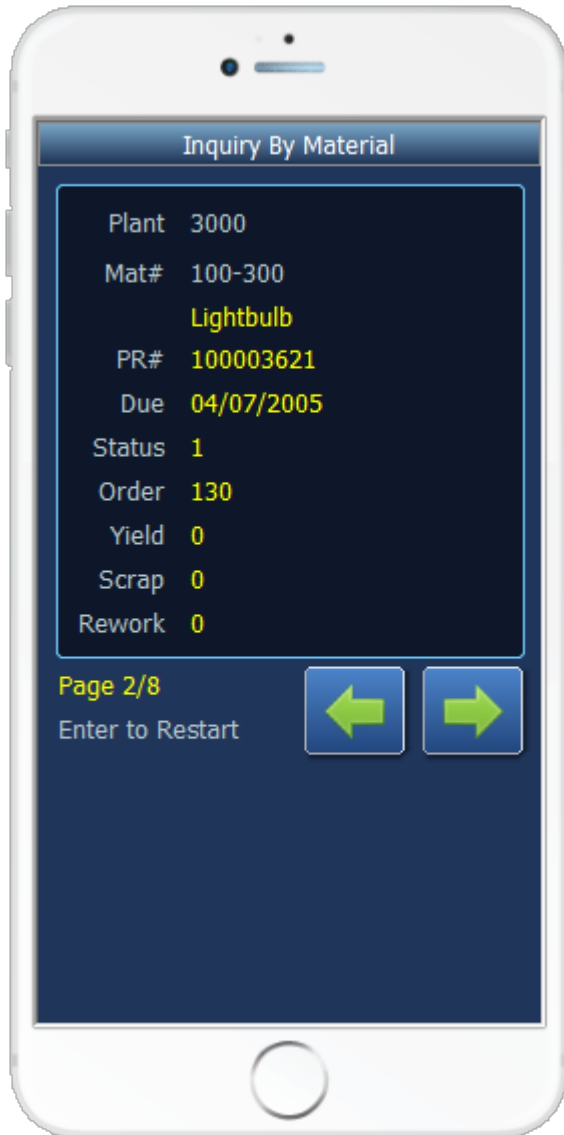 Inquiry By Material
Plant 3000
Mat# 100-300
Lightbulb
PR# 100003621
Due 04/07/2005
Status 1
Order 130
Yield 0
Scrap 0
Rework 0
Page 2/8
Enter to Restart